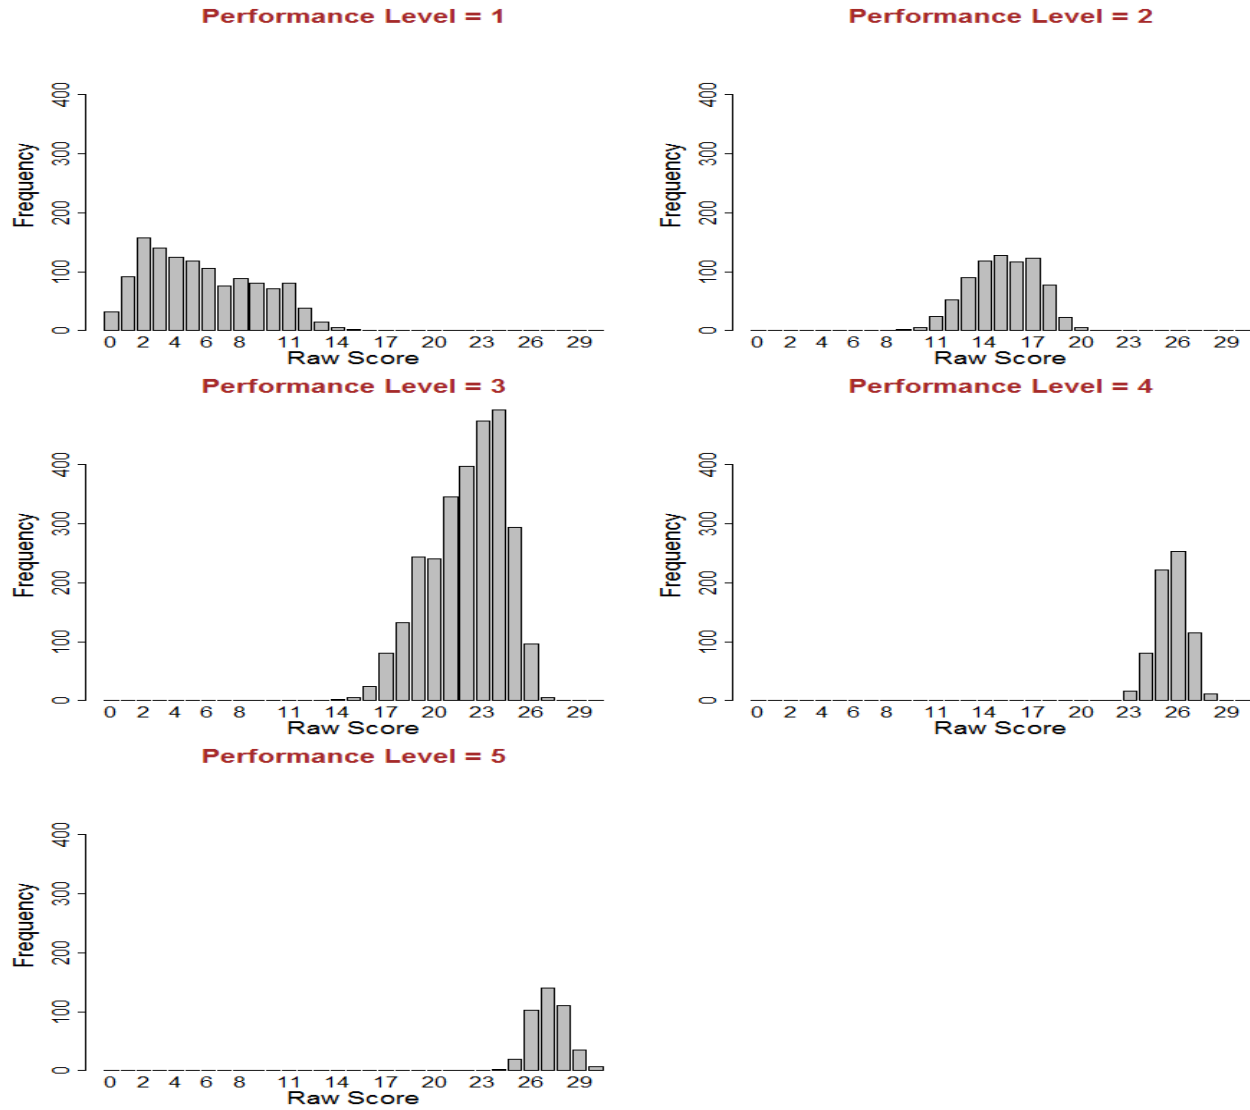 Performance Level = 1
Frequency
0 100 200 300 400
0 2 4 6 8 11 14 17 20 23 26 29
Raw Score
Performance Level = 2
Frequency
0 100 200 300 400
0 2 4 6 8 11 14 17 20 23 26 29
Raw Score
Performance Level = 3
Frequency
0 100 200 300 400
0 2 4 6 8 11 14 17 20 23 26 29
Raw Score
Performance Level = 4
Frequency
0 100 200 300 400
0 2 4 6 8 11 14 17 20 23 26 29
Raw Score
Performance Level = 5
Frequency
0 100 200 300 400
0 2 4 6 8 11 14 17 20 23 26 29
Raw Score